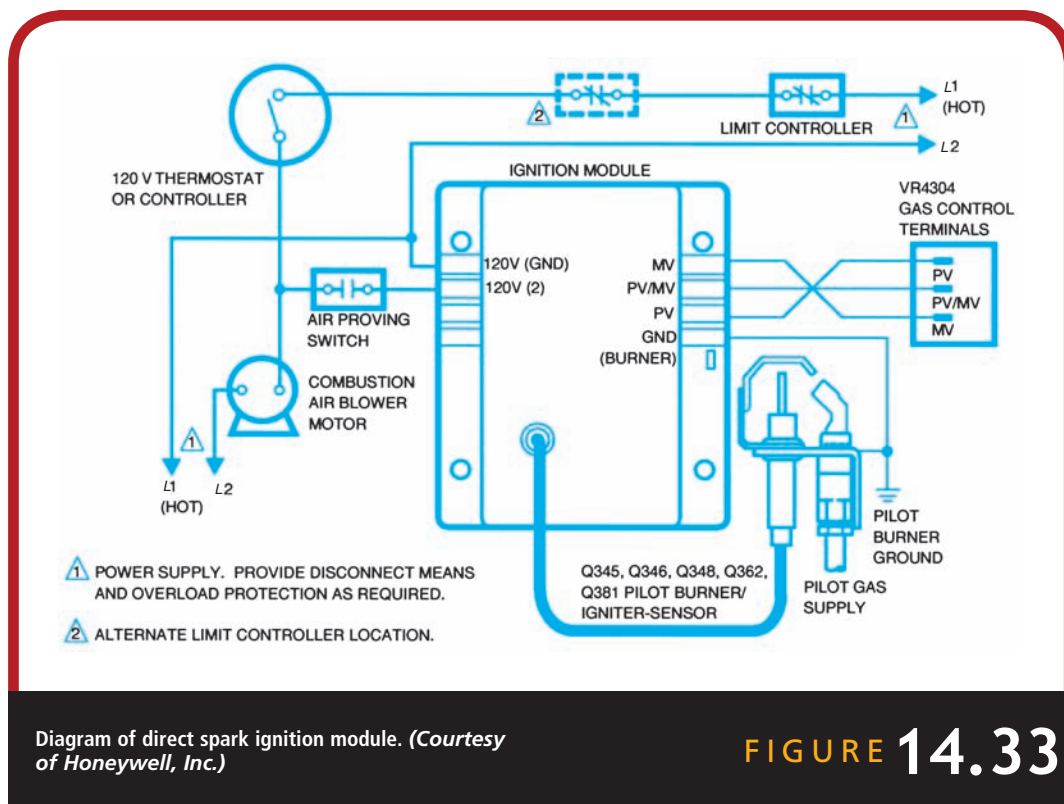 L1
(HOT)
2
1
LIMIT CONTROLLER
L2
120 V THERMOSTAT
OR CONTROLLER
IGNITION MODULE
VR4304
GAS CONTROL
TERMINALS
120V (GND)
120V (2)
MV
PV/MV
PV
GND
(BURNER)
PV
PV/MV
MV
AIR PROVING
SWITCH
COMBUSTION
AIR BLOWER
MOTOR
1
L1
(HOT)
L2
PILOT
BURNER
GROUND
PILOT GAS
SUPPLY
Q345, Q346, Q348, Q362,
Q381 PILOT BURNER/
IGNITER-SENSOR
1 POWER SUPPLY. PROVIDE DISCONNECT MEANS
AND OVERLOAD PROTECTION AS REQUIRED.
2 ALTERNATE LIMIT CONTROLLER LOCATION.
Diagram of direct spark ignition module. (Courtesy
of Honeywell, Inc.)
FIGURE 14.33